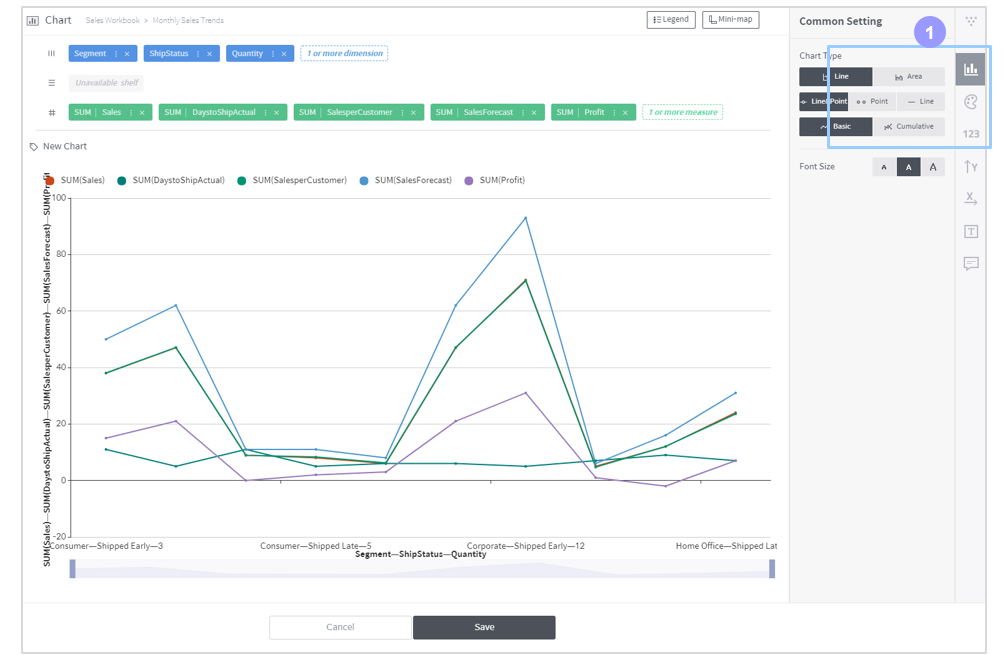 Chart Sales Workbook > Monthly Sales Trends
Legend Mini-map
Common Setting
1
Segment ShipStatus Quantity 1 or more dimension
Unavailable shelf
SUM Sales SUM DaystoShipActual SUM SalesperCustomer SUM SalesForecast SUM Profit 1 or more measure
Chart Type
Line Area
Line&Point Point Line
Basic Cumulative
Font Size A A A
123
Y
X
T
New Chart
SUM(Sales) SUM(DaystoShipActual) SUM(SalesperCustomer) SUM(SalesForecast) SUM(Profit)
SUM(Sales)—SUM(DaystoShipActual)—SUM(SalesperCustomer)—SUM(SalesForecast)—SUM(Profit
100
80
60
40
20
0
-20
Consumer—Shipped Early—3 Consumer—Shipped Late—5 Corporate—Shipped Early—12 Home Office—Shipped Lat
Segment—ShipStatus—Quantity
Cancel Save